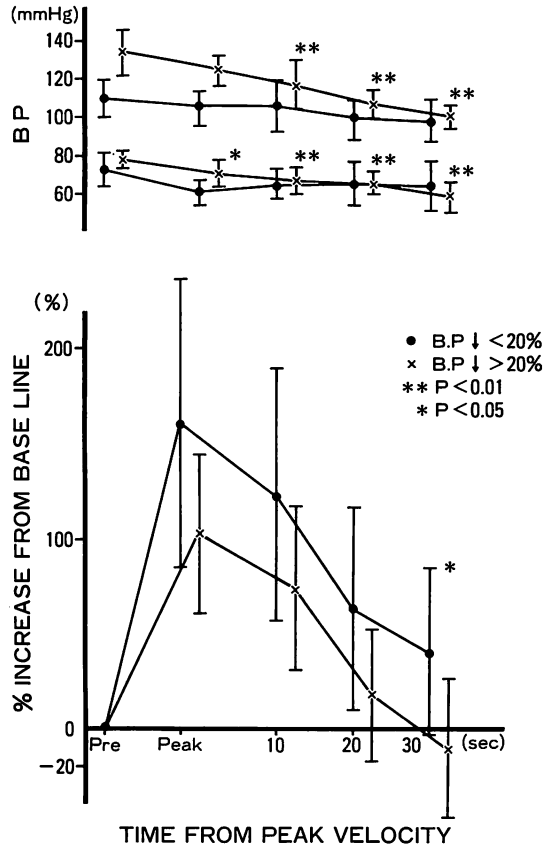 (mmHg)
140
120
100
80
60
BP
**
**
**
*
**
**
**
(%)
200
100
0
-20
% INCREASE FROM BASE LINE
● B.P ↓ <20%
× B.P ↓ >20%
** P<0.01
* P<0.05
*
Pre Peak 10 20 30 (sec)
TIME FROM PEAK VELOCITY